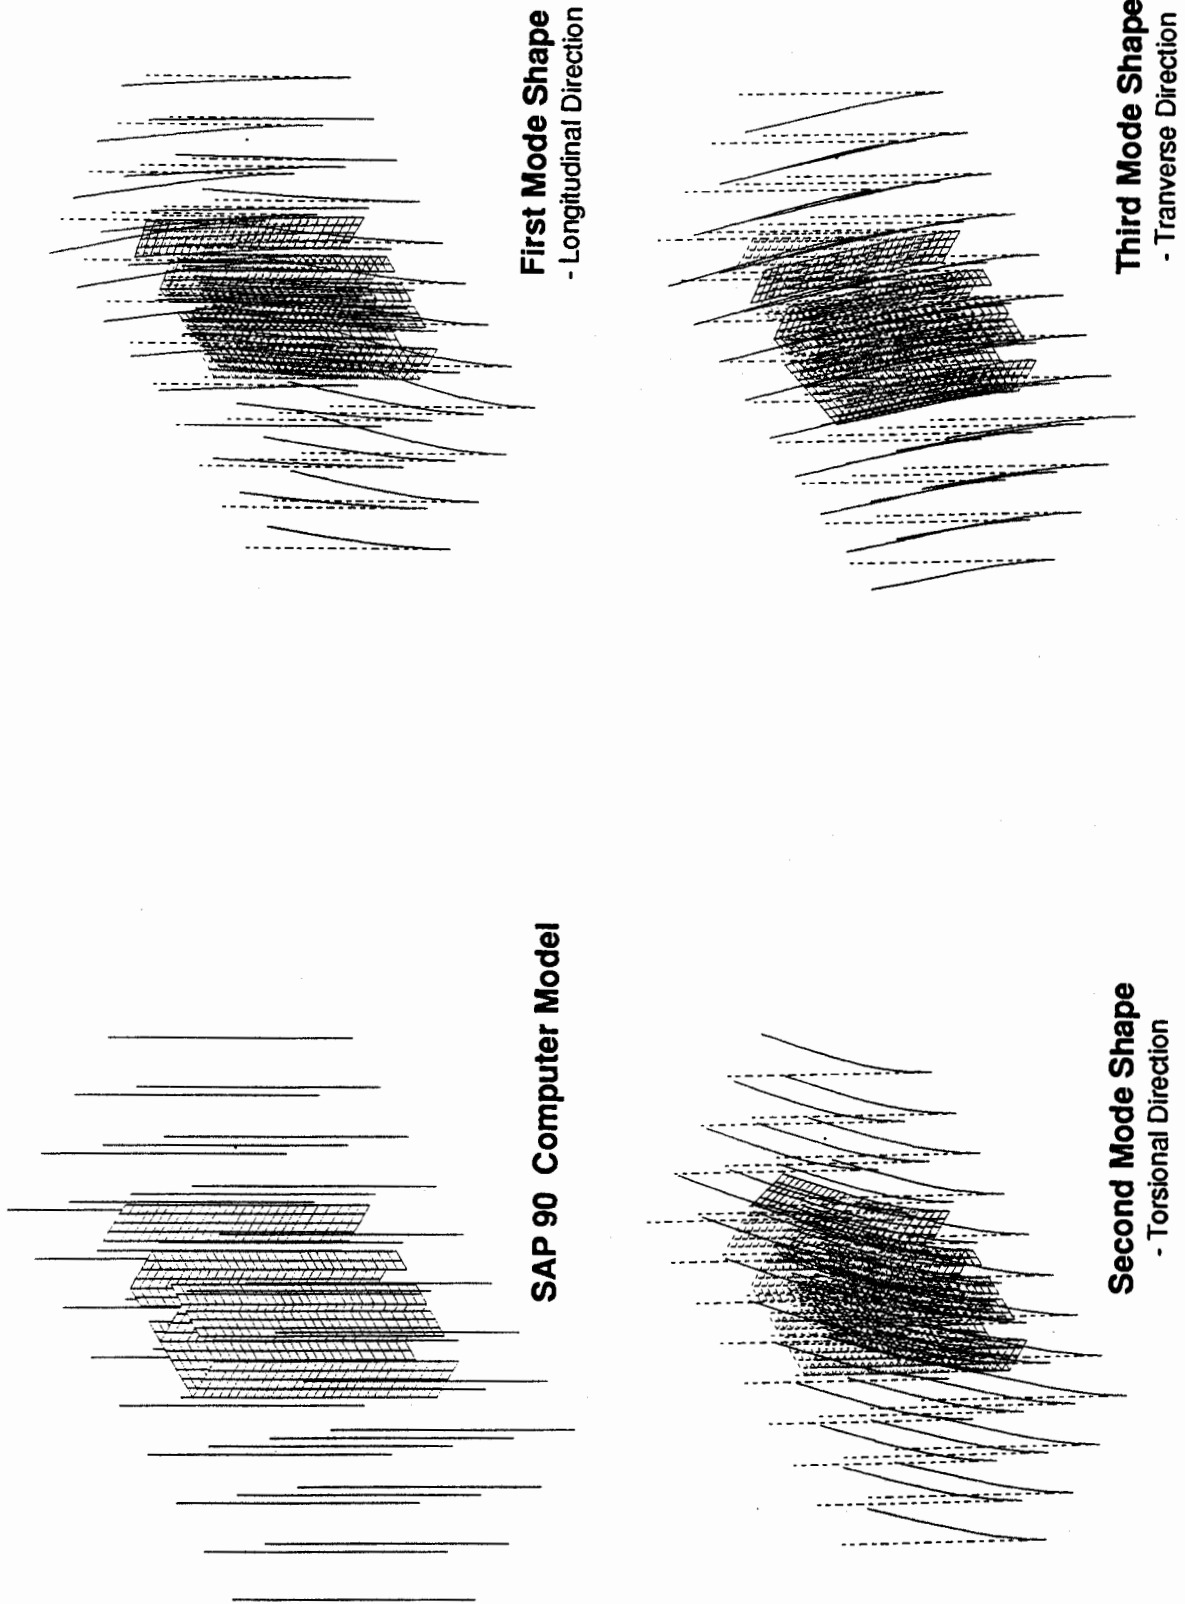 SAP 90 Computer Model
First Mode Shape
- Longitudinal Direction
Second Mode Shape
- Torsional Direction
Third Mode Shape
- Tranverse Direction